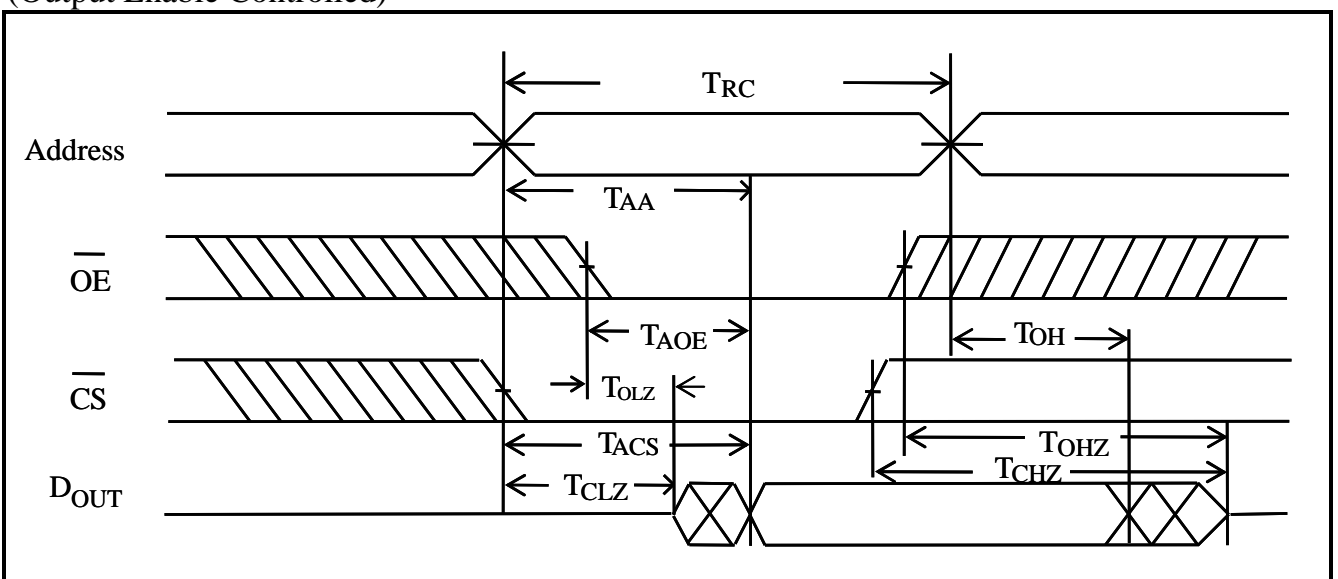 (Output Enable Controlled)
TRC
Address
TAA
OE
TAOE
TOH
CS
TOLZ
TACS
TOHZ
TCHZ
TCLZ
DOUT